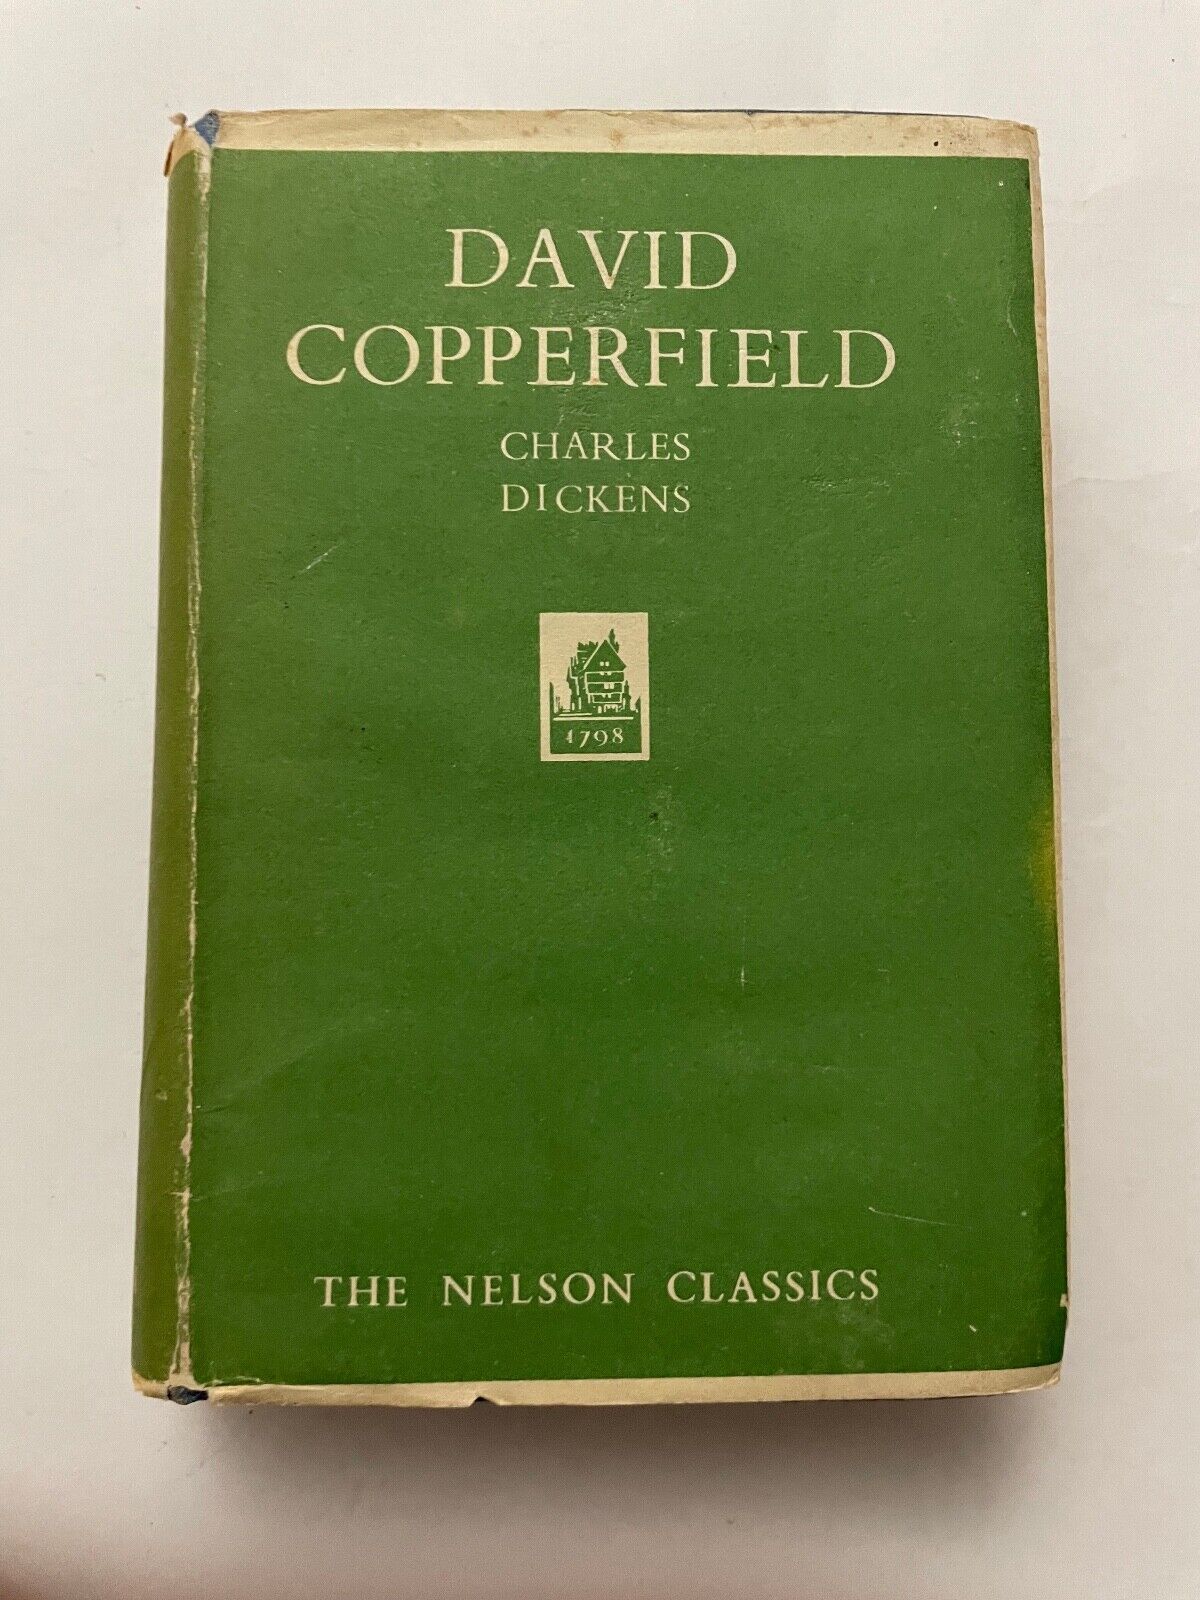 DAVID
COPPERFIELD
CHARLES
DICKENS
1798
THE NELSON CLASSICS